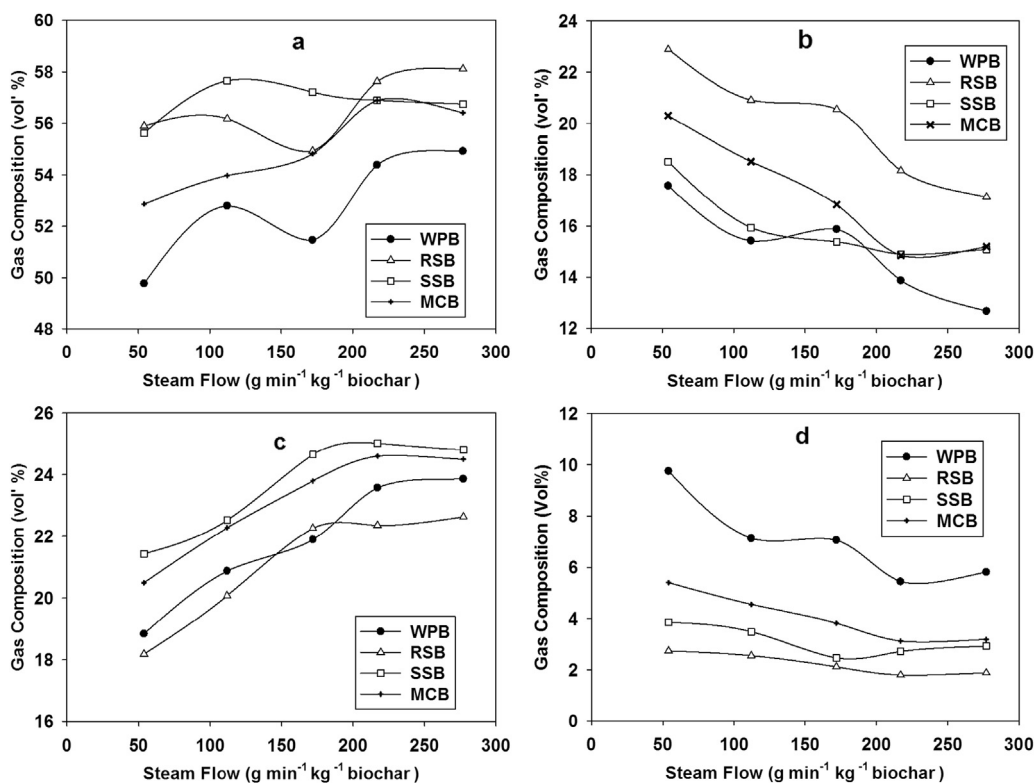 a
60
58
56
54
52
50
48
Gas Composition (vol' %)
WPB
RSB
SSB
MCB
0 50 100 150 200 250 300
Steam Flow (g min⁻¹ kg⁻¹ biochar)
b
24
22
20
18
16
14
12
Gas Composition (vol' %)
WPB
RSB
SSB
MCB
0 50 100 150 200 250 300
Steam Flow (g min⁻¹ kg⁻¹ biochar)
c
26
24
22
20
18
16
Gas Composition (vol' %)
WPB
RSB
SSB
MCB
0 50 100 150 200 250 300
Steam Flow (g min⁻¹ kg⁻¹ biochar)
d
12
10
8
6
4
2
0
Gas Composition (Vol%)
WPB
RSB
SSB
MCB
0 50 100 150 200 250 300
Steam Flow (g min⁻¹ kg⁻¹ biochar)